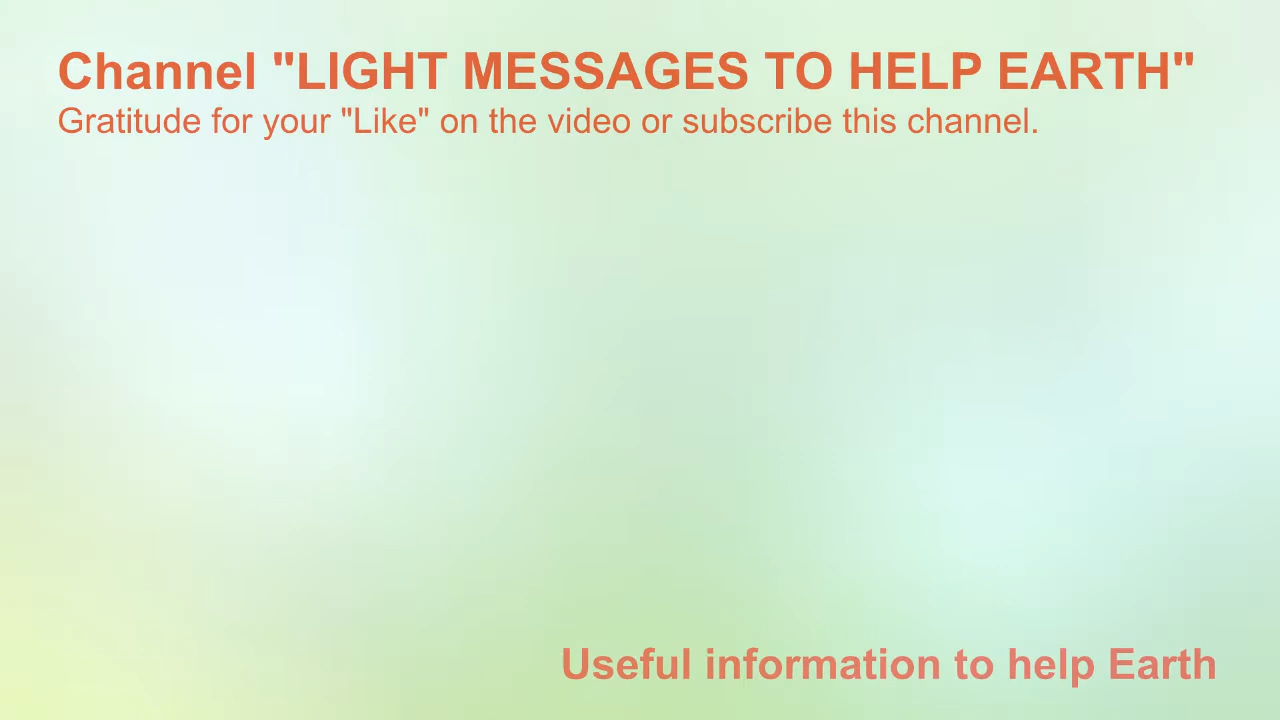 Channel "LIGHT MESSAGES TO HELP EARTH"
Gratitude for your "Like" on the video or subscribe this channel.
Useful information to help Earth